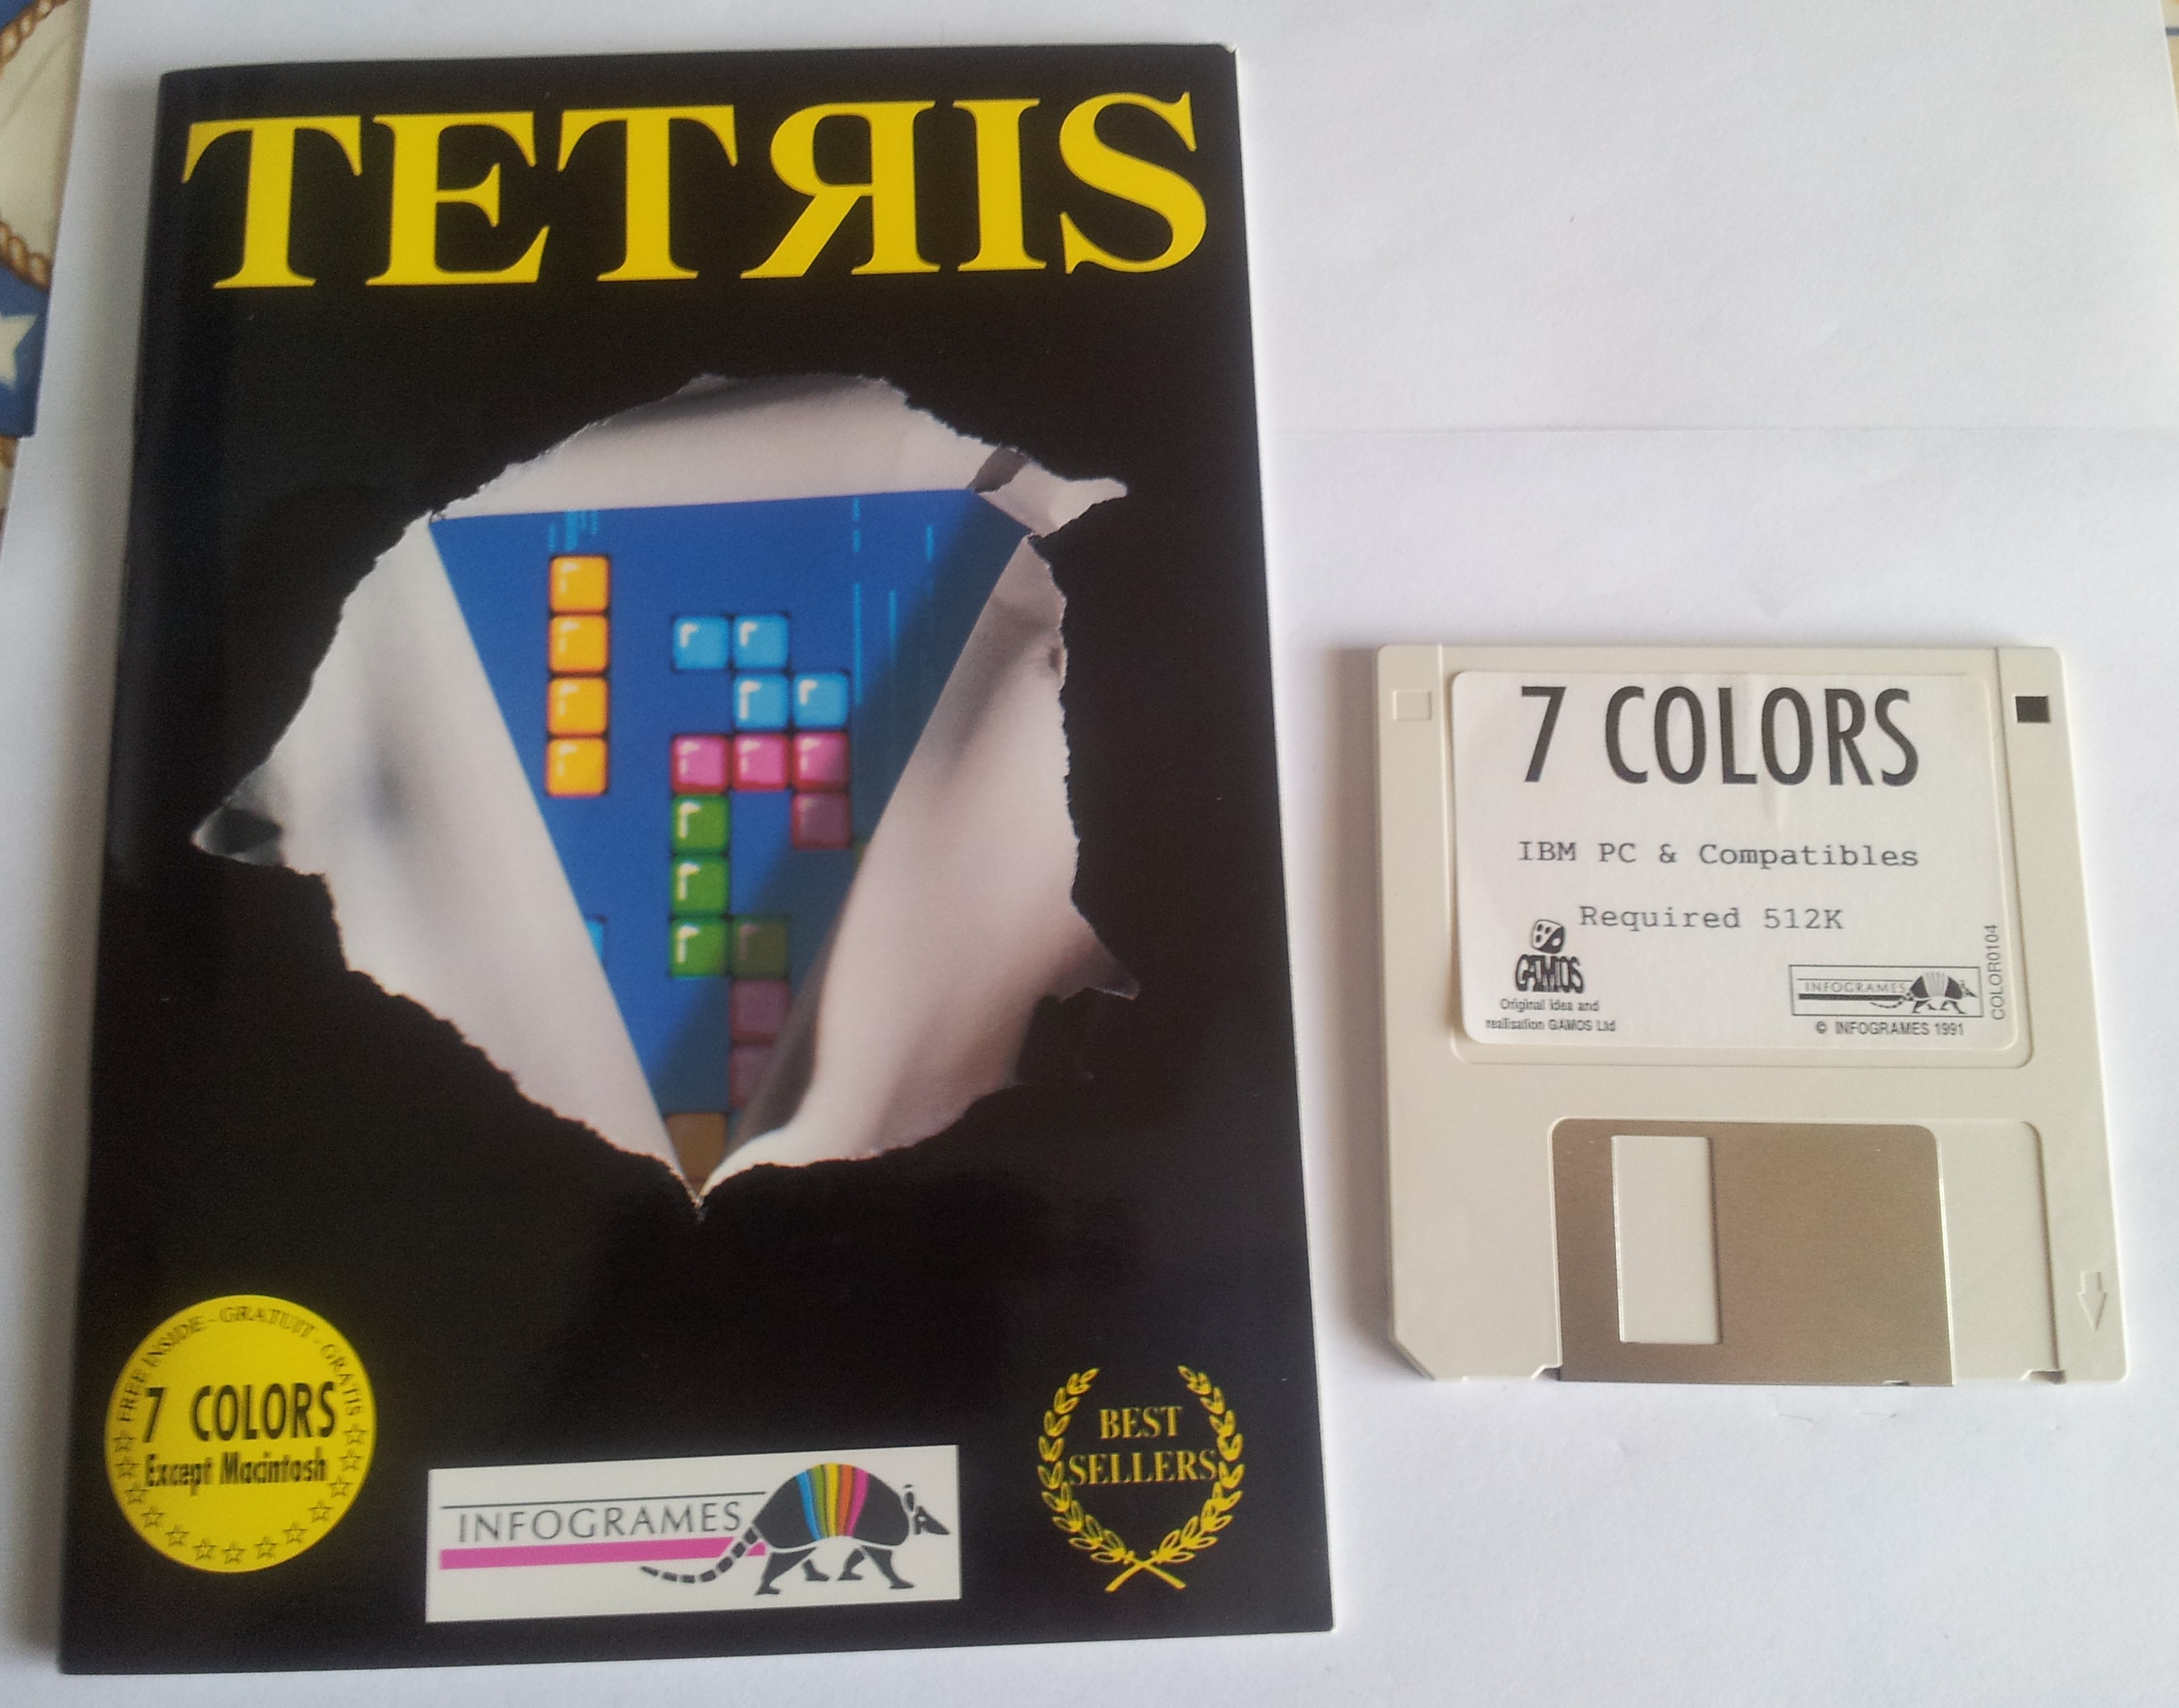 TETЯIS
FREE INSIDE - GRATUIT - GRATIS
7 COLORS
Except Macintosh
INFOGRAMES
BEST
SELLERS
7 COLORS
IBM PC & Compatibles
Required 512K
GAMOS
Original idea and
realisation GAMOS Ltd
INFOGRAMES
© INFOGRAMES 1991
COLOR0104